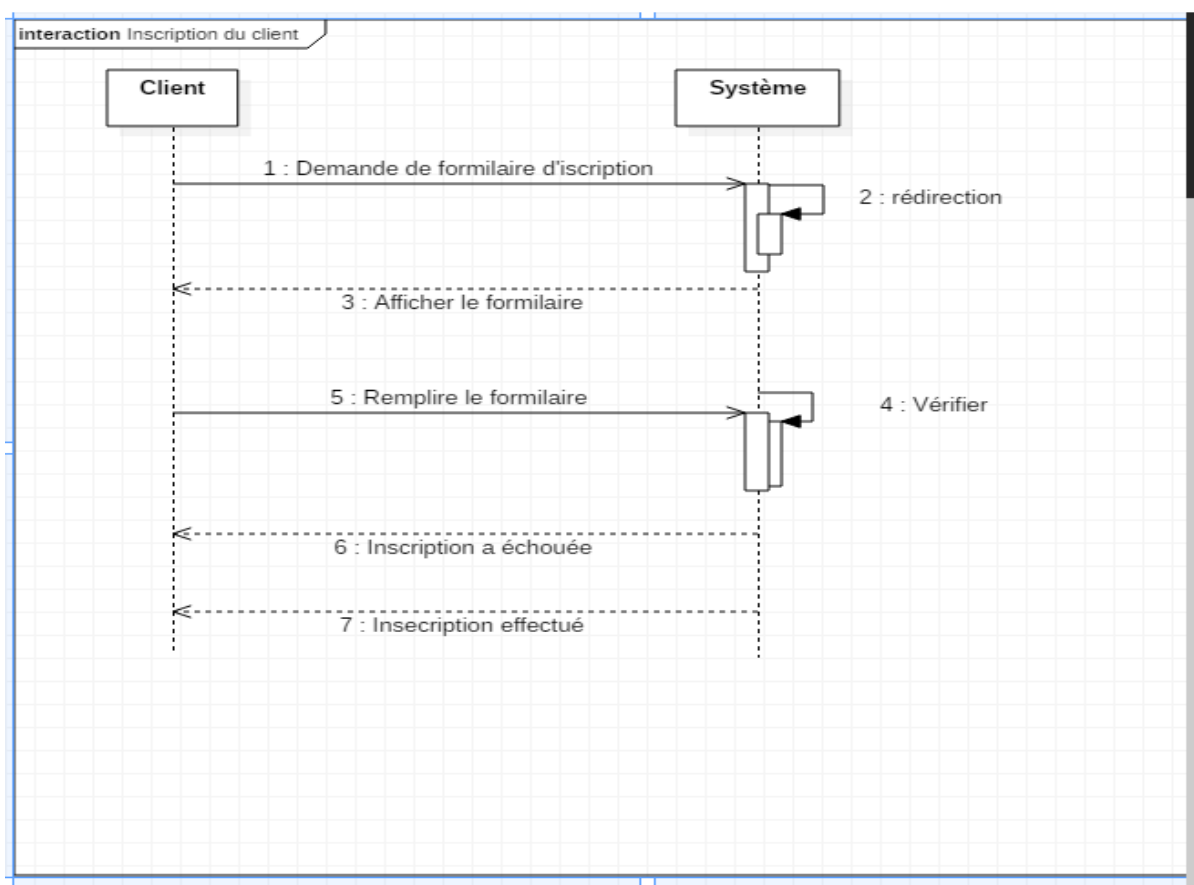 interaction Inscription du client
Client
Système
1 : Demande de formilaire d'iscription
2 : rédirection
3 : Afficher le formilaire
5 : Remplire le formilaire
4 : Vérifier
6 : Inscription a échouée
7 : Insecription effectué